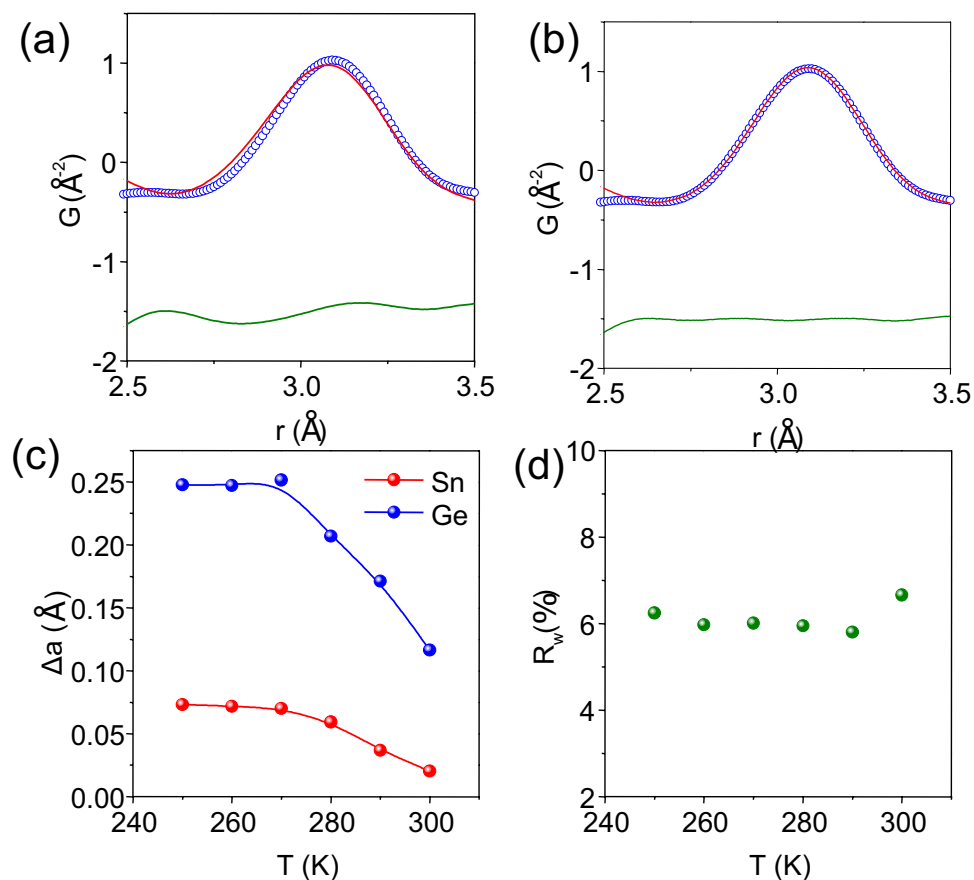 (a)
1
0
-1
-2
G (Å⁻²)
2.5 3.0 3.5
r (Å)
(b)
1
0
-1
-2
G (Å⁻²)
2.5 3.0 3.5
r (Å)
(c)
0.25
0.20
0.15
0.10
0.05
0.00
Δa (Å)
Sn
Ge
240 260 280 300
T (K)
(d)
10
8
6
4
2
R_w(%)
240 260 280 300
T (K)